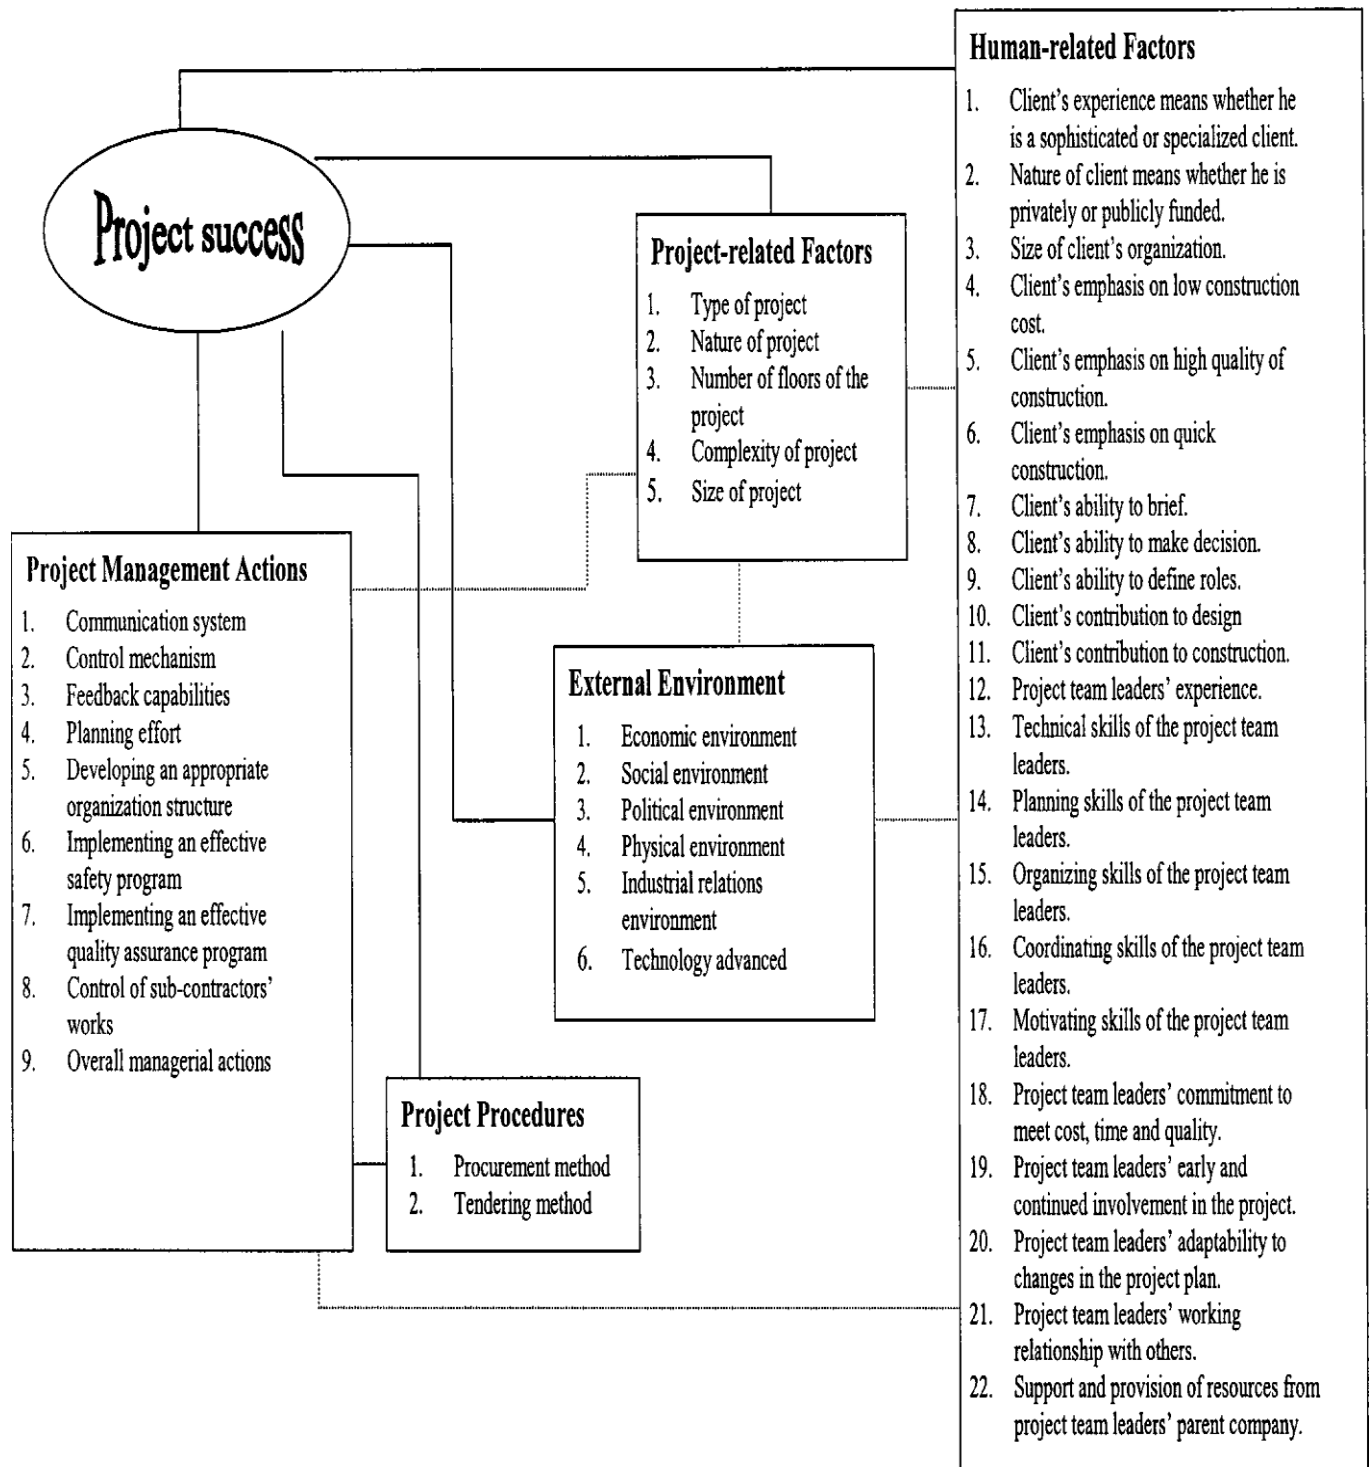 Project success
Human-related Factors
1. Client's experience means whether he
is a sophisticated or specialized client.
2. Nature of client means whether he is
privately or publicly funded.
3. Size of client's organization.
4. Client's emphasis on low construction
cost.
5. Client's emphasis on high quality of
construction.
6. Client's emphasis on quick
construction.
7. Client's ability to brief.
8. Client's ability to make decision.
9. Client's ability to define roles.
10. Client's contribution to design
11. Client's contribution to construction.
12. Project team leaders' experience.
13. Technical skills of the project team
leaders.
14. Planning skills of the project team
leaders.
15. Organizing skills of the project team
leaders.
16. Coordinating skills of the project team
leaders.
17. Motivating skills of the project team
leaders.
18. Project team leaders' commitment to
meet cost, time and quality.
19. Project team leaders' early and
continued involvement in the project.
20. Project team leaders' adaptability to
changes in the project plan.
21. Project team leaders' working
relationship with others.
22. Support and provision of resources from
project team leaders' parent company.
Project-related Factors
1. Type of project
2. Nature of project
3. Number of floors of the
project
4. Complexity of project
5. Size of project
Project Management Actions
1. Communication system
2. Control mechanism
3. Feedback capabilities
4. Planning effort
5. Developing an appropriate
organization structure
6. Implementing an effective
safety program
7. Implementing an effective
quality assurance program
8. Control of sub-contractors'
works
9. Overall managerial actions
External Environment
1. Economic environment
2. Social environment
3. Political environment
4. Physical environment
5. Industrial relations
environment
6. Technology advanced
Project Procedures
1. Procurement method
2. Tendering method